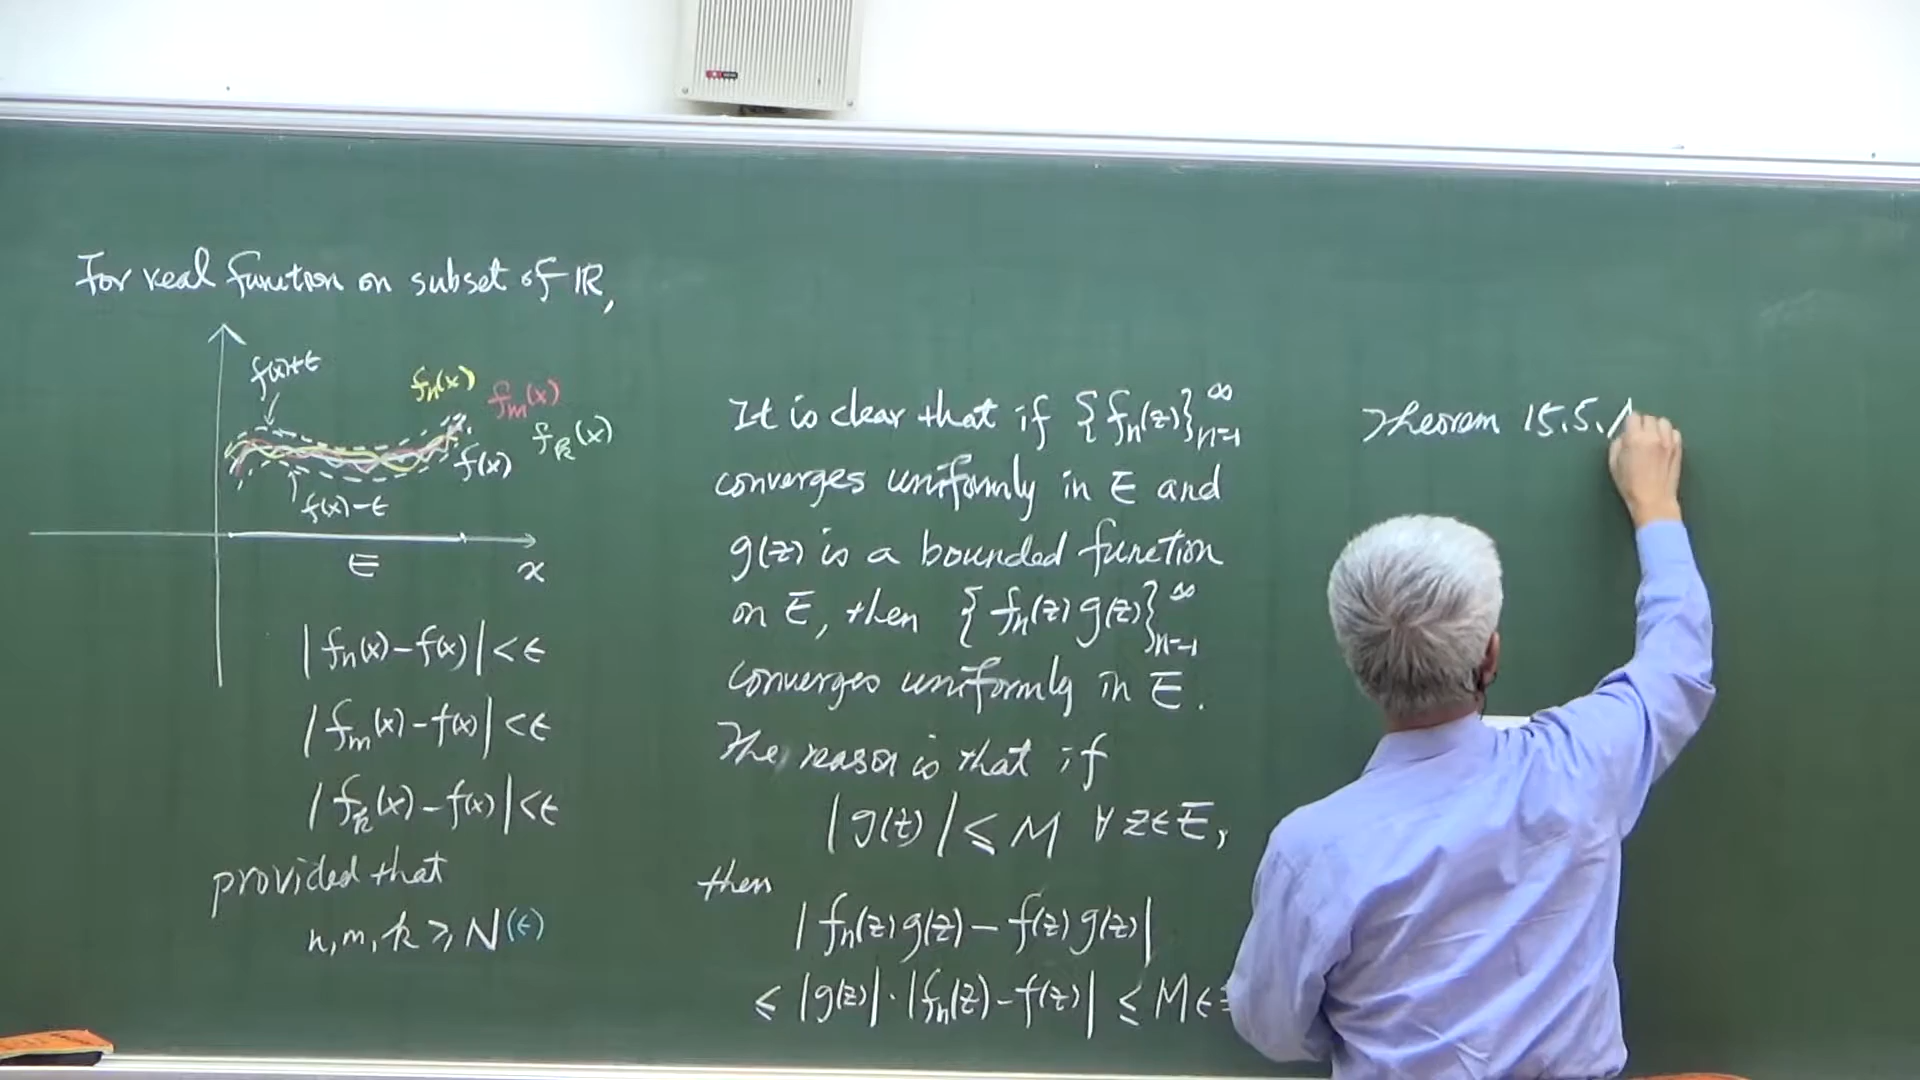 For real function on subset of ℝ,
f(x)+ϵ
fn(x)
fm(x)
fk(x)
f(x)
f(x)-ϵ
E
x
|fn(x)-f(x)|<ϵ
|fm(x)-f(x)|<ϵ
|fk(x)-f(x)|<ϵ
provided that
n,m,k ≥ N(ϵ)
It is clear that if {fn(z)}∞n=1
converges uniformly in E and
g(z) is a bounded function
on E, then {fn(z)g(z)}∞n=1
converges uniformly in E.
The reason is that if
|g(z)| ≤ M ∀ z∈E,
then
|fn(z)g(z)-f(z)g(z)|
≤ |g(z)|·|fn(z)-f(z)| ≤ Mϵ
Theorem 15.5.